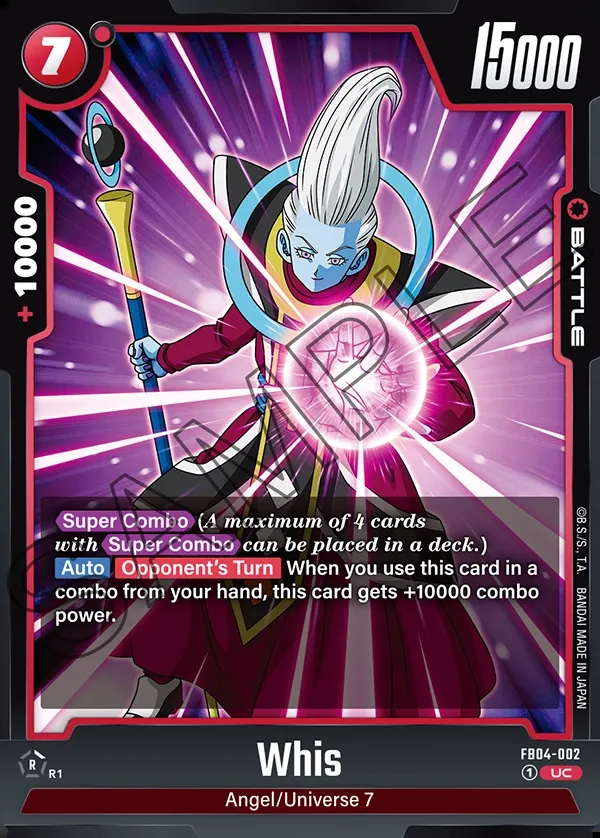 7
15000
+10000
BATTLE
SAMPLE
Super Combo (A maximum of 4 cards
with Super Combo can be placed in a deck.)
Auto Opponent's Turn When you use this card in a
combo from your hand, this card gets +10000 combo
power.
©B.S./S., T.A. BANDAI MADE IN JAPAN
R
R1
Whis
FB04-002
1 UC
Angel/Universe 7